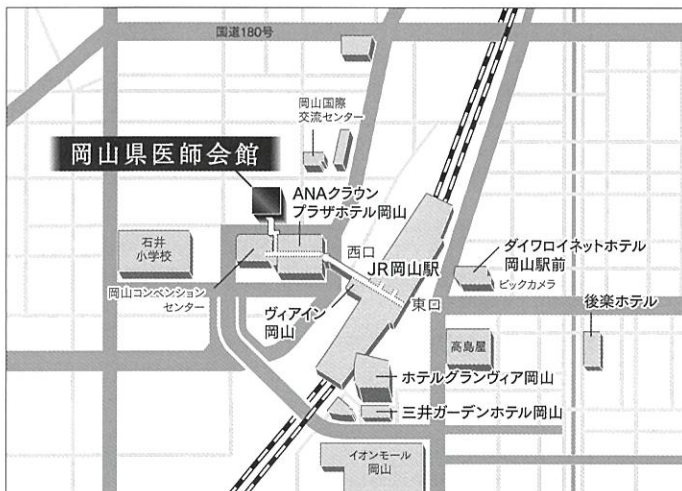 国道180号
岡山国際
交流センター
岡山県医師会館
ANAクラウン
プラザホテル岡山
石井
小学校
西口
JR岡山駅
ダイワロイネットホテル
岡山駅前
ビックカメラ
岡山コンベンション
センター
ヴィアイン
岡山
東口
後楽ホテル
高島屋
ホテルグランヴィア岡山
三井ガーデンホテル岡山
イオンモール
岡山